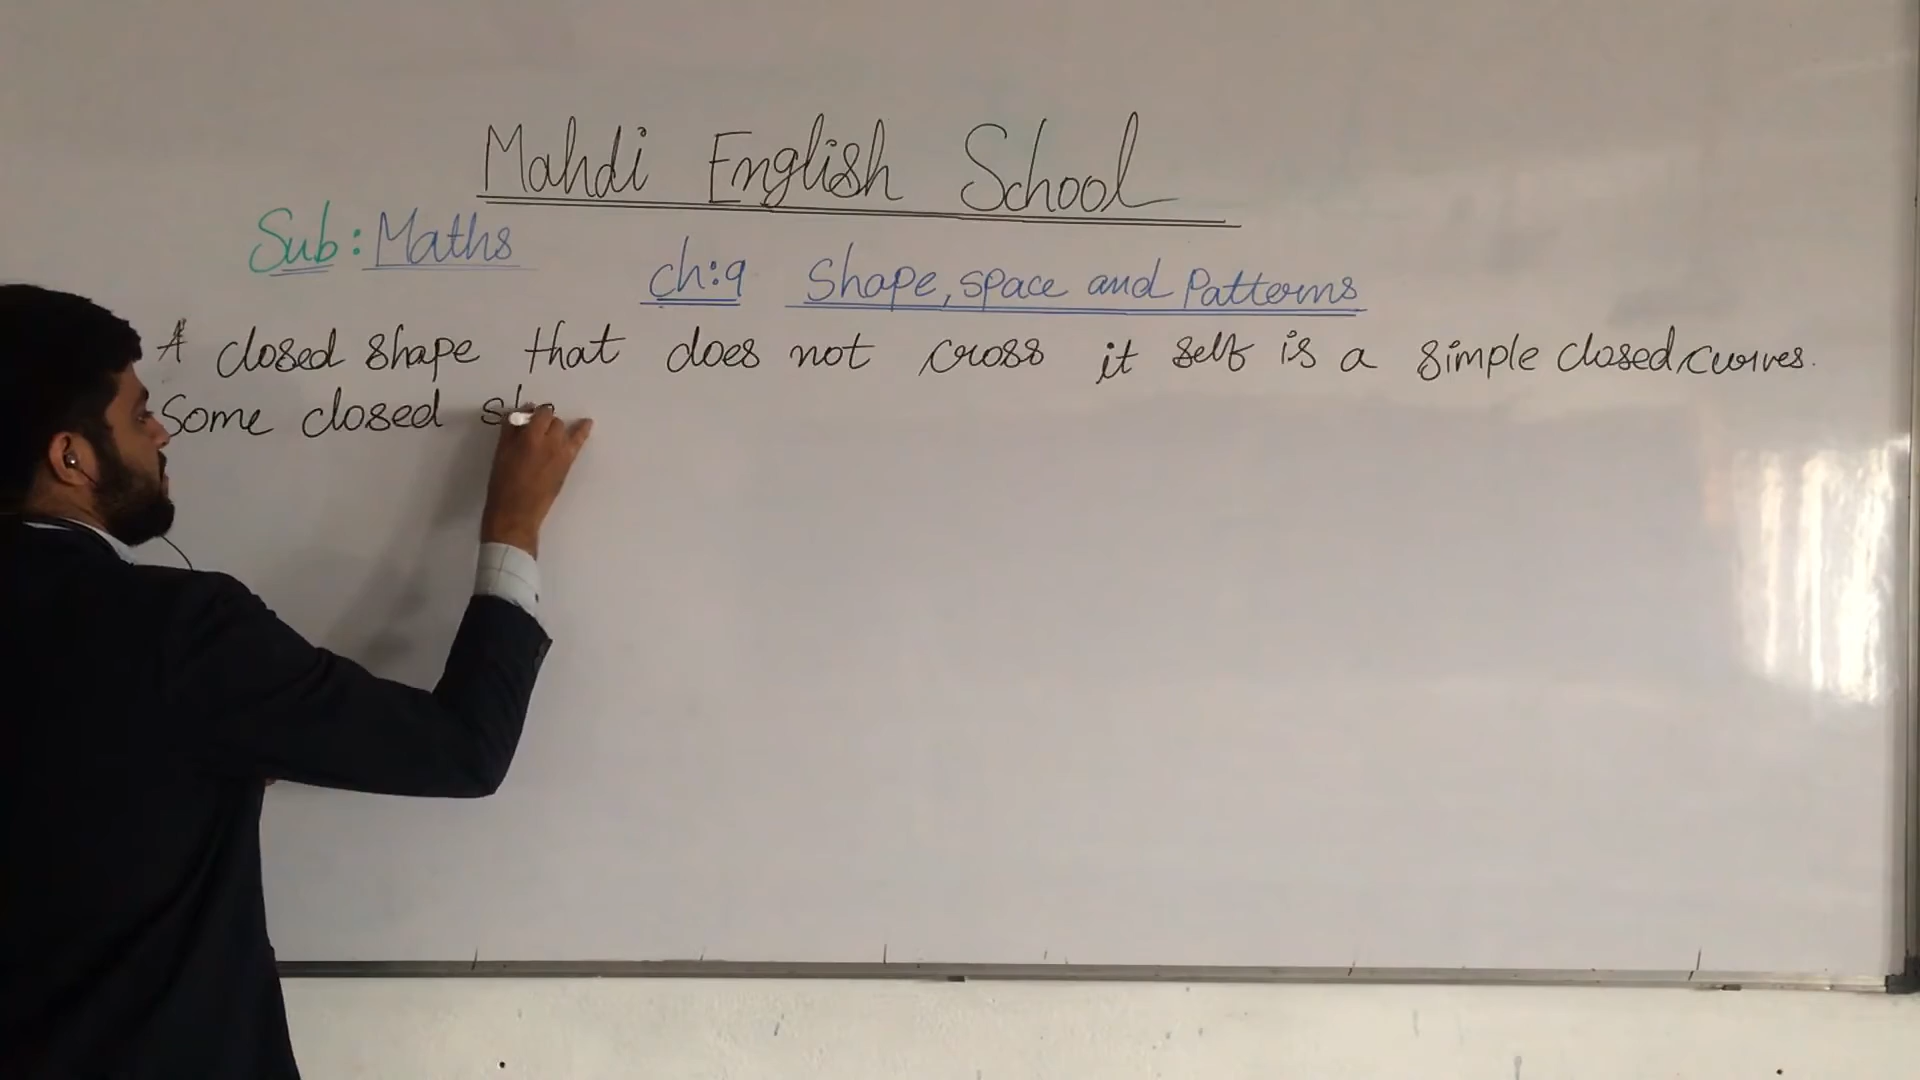 Mahdi English School
Sub: Maths
ch:9 Shape, space and Patterns
A closed shape that does not cross it self is a simple closed curves.
Some closed